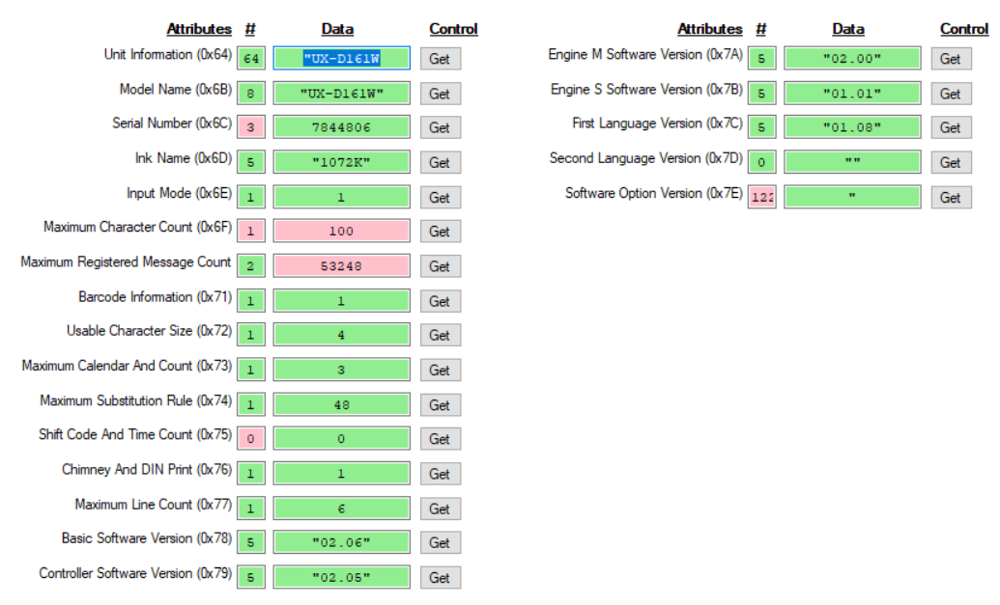 Attributes # Data Control
Unit Information (0x64) 64 "UX-D161W Get
Model Name (0x6B) 8 "UX-D161W" Get
Serial Number (0x6C) 3 7844806 Get
Ink Name (0x6D) 5 "1072K" Get
Input Mode (0x6E) 1 1 Get
Maximum Character Count (0x6F) 1 100 Get
Maximum Registered Message Count 2 53248 Get
Barcode Information (0x71) 1 1 Get
Usable Character Size (0x72) 1 4 Get
Maximum Calendar And Count (0x73) 1 3 Get
Maximum Substitution Rule (0x74) 1 48 Get
Shift Code And Time Count (0x75) 0 0 Get
Chimney And DIN Print (0x76) 1 1 Get
Maximum Line Count (0x77) 1 6 Get
Basic Software Version (0x78) 5 "02.06" Get
Controller Software Version (0x79) 5 "02.05" Get
Attributes # Data Control
Engine M Software Version (0x7A) 5 "02.00" Get
Engine S Software Version (0x7B) 5 "01.01" Get
First Language Version (0x7C) 5 "01.08" Get
Second Language Version (0x7D) 0 "" Get
Software Option Version (0x7E) 122 " Get